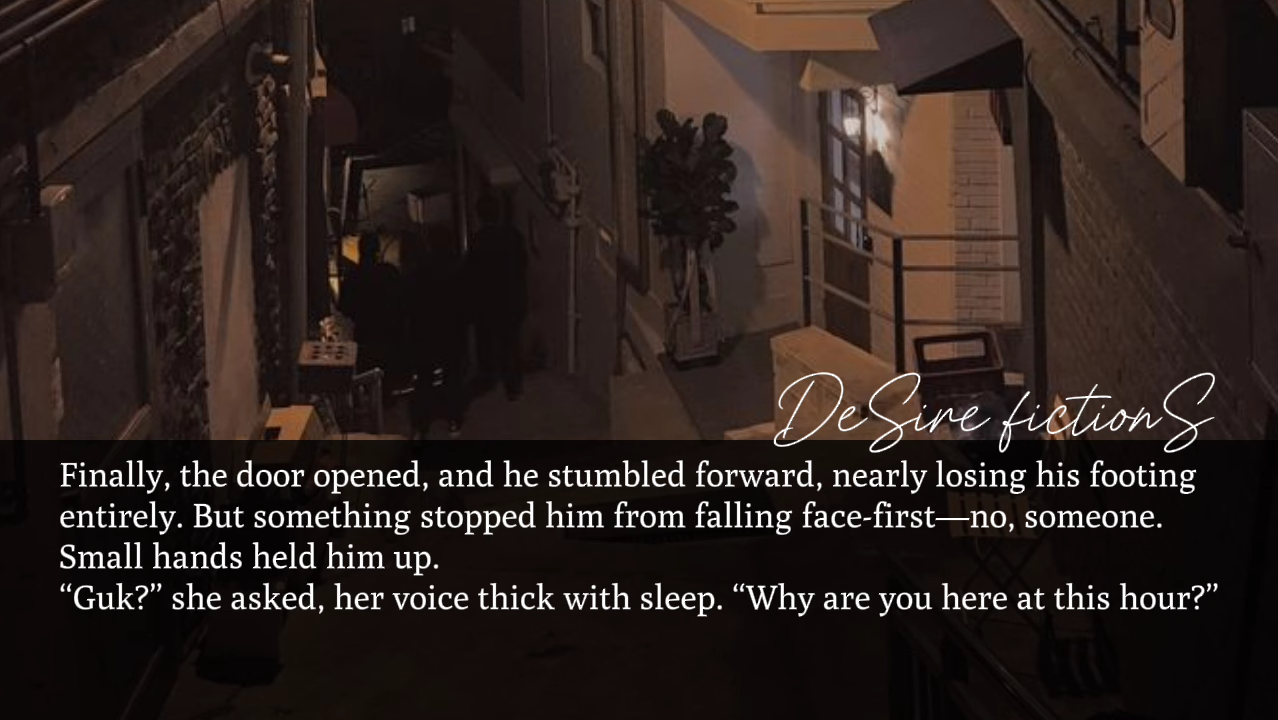 DeSire fictionS
Finally, the door opened, and he stumbled forward, nearly losing his footing
entirely. But something stopped him from falling face-first—no, someone.
Small hands held him up.
“Guk?” she asked, her voice thick with sleep. “Why are you here at this hour?”